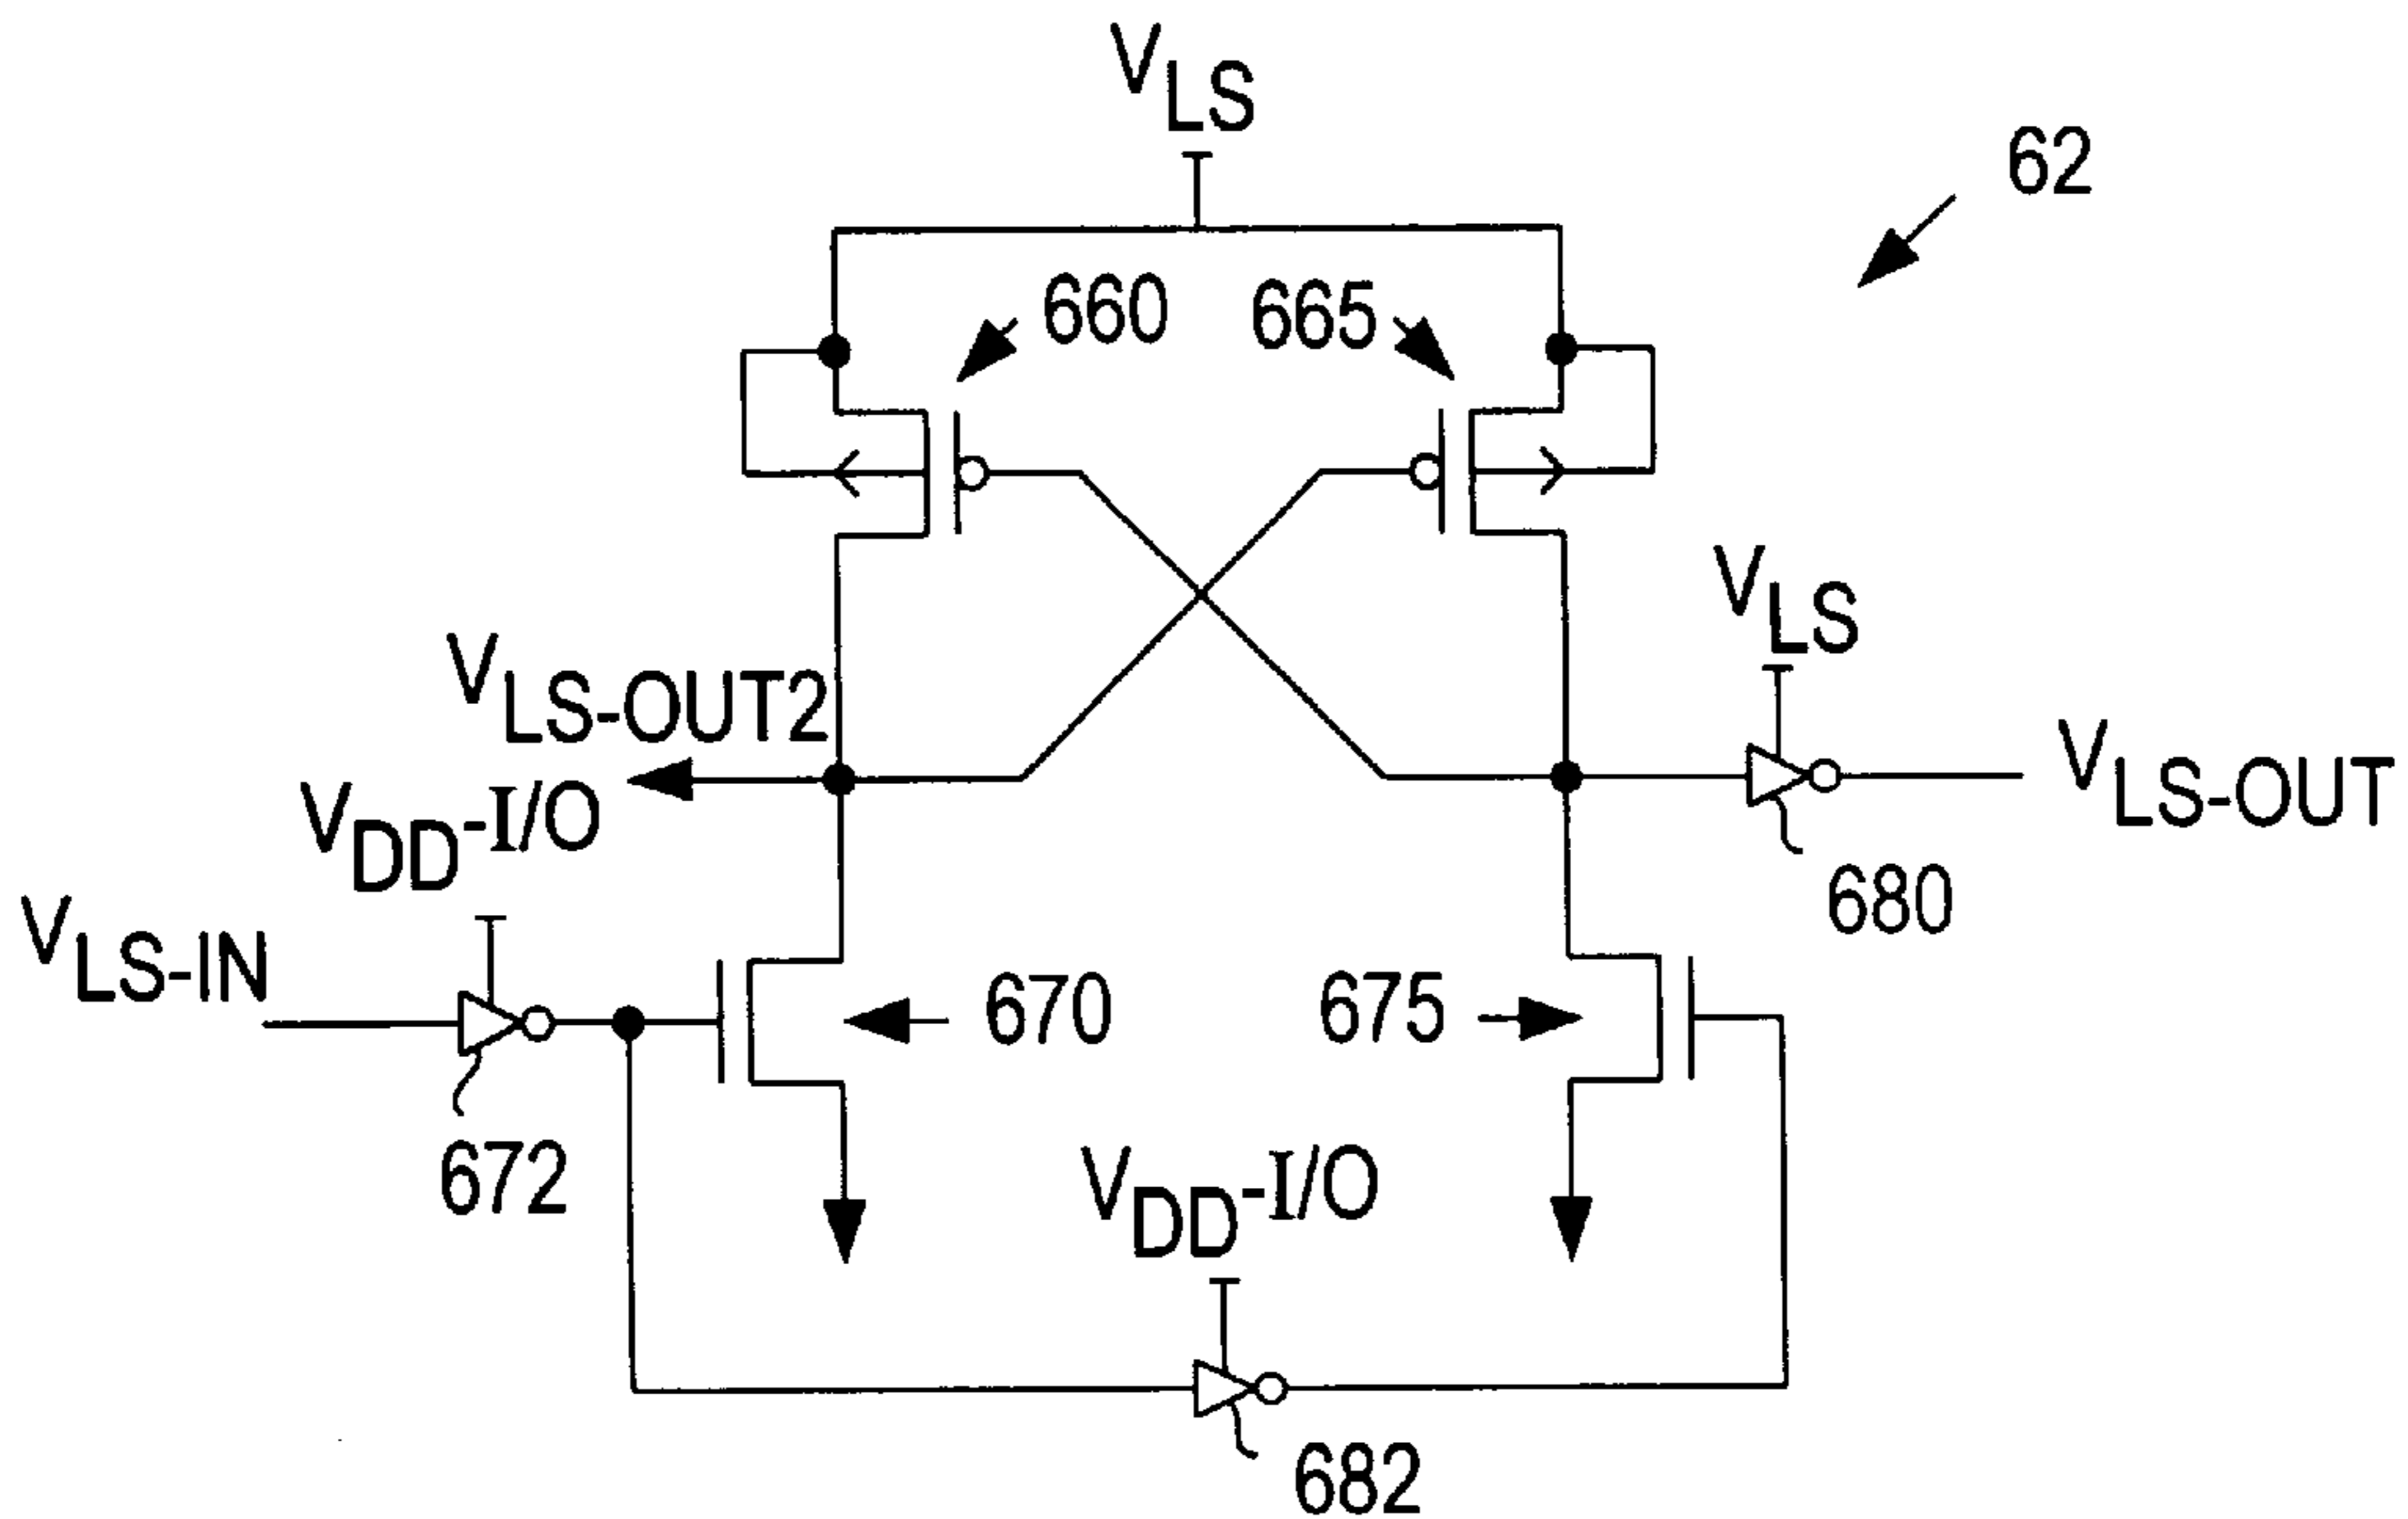 VLS
62
660
665
VLS
VLS-OUT2
VLS-OUT
VDD-I/O
680
VLS-IN
670
675
672
VDD-I/O
682